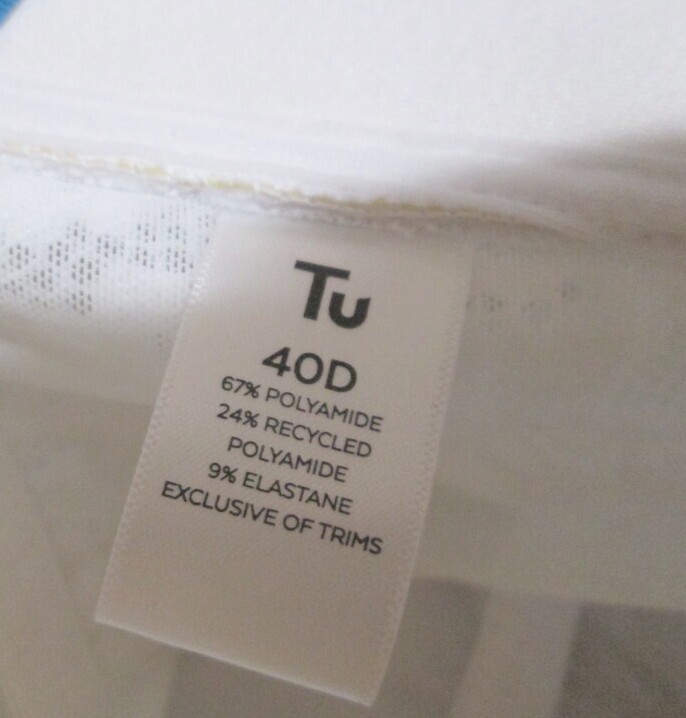 Tu
40D
67% POLYAMIDE
24% RECYCLED
POLYAMIDE
9% ELASTANE
EXCLUSIVE OF TRIMS